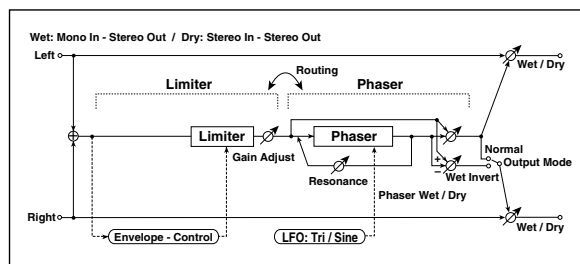 Wet: Mono In - Stereo Out / Dry: Stereo In - Stereo Out
Left
Wet / Dry
Routing
Limiter
Phaser
Limiter
Phaser
Normal
Gain Adjust
+
−
Output Mode
Wet Invert
Resonance
Phaser Wet / Dry
Right
Wet / Dry
Envelope - Control
LFO: Tri / Sine